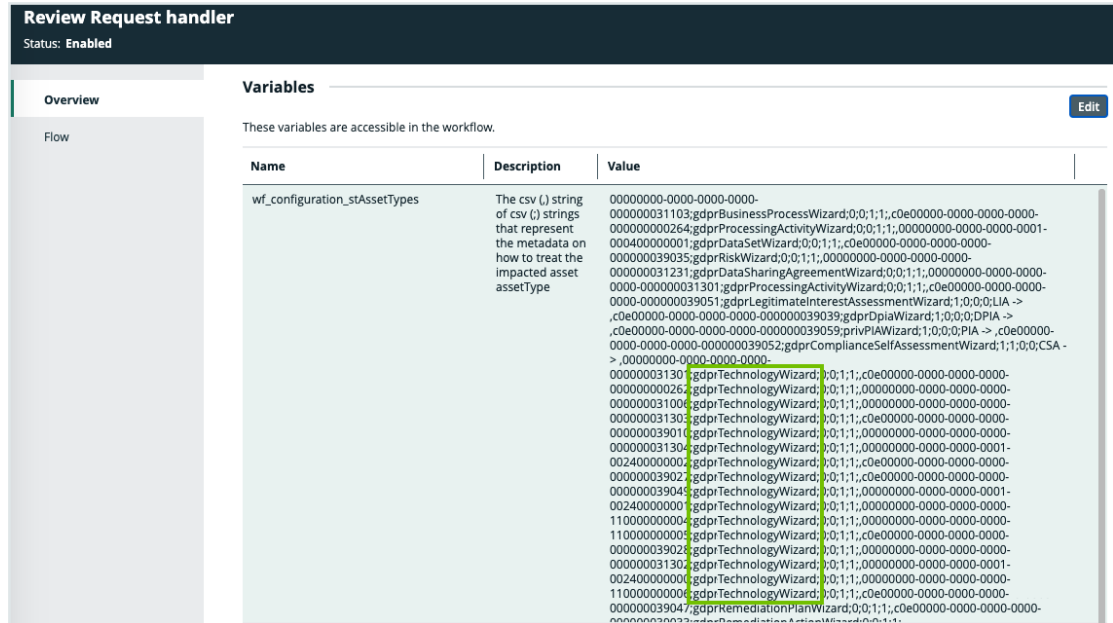 Review Request handler
Status: Enabled
Overview
Flow
Variables
Edit
These variables are accessible in the workflow.
Name
Description
Value
wf_configuration_stAssetTypes
The csv (,) string
of csv (;) strings
that represent
the metadata on
how to treat the
impacted asset
assetType
00000000-0000-0000-0000-
000000031103;gdprBusinessProcessWizard;0;0;1;1;,c0e00000-0000-0000-0000-
000000000264;gdprProcessingActivityWizard;0;0;1;1;,00000000-0000-0000-0001-
000400000001;gdprDataSetWizard;0;0;1;1;,c0e00000-0000-0000-0000-
000000039035;gdprRiskWizard;0;0;1;1;,00000000-0000-0000-0000-
000000031231;gdprDataSharingAgreementWizard;0;0;1;1;,00000000-0000-0000-
0000-000000031301;gdprProcessingActivityWizard;0;0;1;1;,c0e00000-0000-0000-
0000-000000039051;gdprLegitimateInterestAssessmentWizard;1;0;0;0;LIA ->
,c0e00000-0000-0000-0000-000000039039;gdprDpiaWizard;1;0;0;0;DPIA ->
,c0e00000-0000-0000-0000-000000039059;privPIAWizard;1;0;0;0;PIA -> ,c0e00000-
0000-0000-0000-000000039052;gdprComplianceSelfAssessmentWizard;1;1;0;0;CSA -
> ,00000000-0000-0000-0000-
000000031301;gdprTechnologyWizard;0;0;1;1;,c0e00000-0000-0000-0000-
000000000262;gdprTechnologyWizard;0;0;1;1;,00000000-0000-0000-0000-
000000031006;gdprTechnologyWizard;0;0;1;1;,00000000-0000-0000-0000-
000000031303;gdprTechnologyWizard;0;0;1;1;,c0e00000-0000-0000-0000-
000000039010;gdprTechnologyWizard;0;0;1;1;,00000000-0000-0000-0000-
000000031304;gdprTechnologyWizard;0;0;1;1;,00000000-0000-0000-0001-
002400000002;gdprTechnologyWizard;0;0;1;1;,c0e00000-0000-0000-0000-
000000039027;gdprTechnologyWizard;0;0;1;1;,c0e00000-0000-0000-0000-
000000039049;gdprTechnologyWizard;0;0;1;1;,00000000-0000-0000-0001-
002400000001;gdprTechnologyWizard;0;0;1;1;,00000000-0000-0000-0000-
110000000004;gdprTechnologyWizard;0;0;1;1;,00000000-0000-0000-0000-
110000000005;gdprTechnologyWizard;0;0;1;1;,c0e00000-0000-0000-0000-
000000039028;gdprTechnologyWizard;0;0;1;1;,00000000-0000-0000-0000-
000000031302;gdprTechnologyWizard;0;0;1;1;,00000000-0000-0000-0001-
002400000000;gdprTechnologyWizard;0;0;1;1;,00000000-0000-0000-0000-
110000000006;gdprTechnologyWizard;0;0;1;1;,c0e00000-0000-0000-0000-
000000039047;gdprRemediationPlanWizard;0;0;1;1;,c0e00000-0000-0000-0000-
000000039033;gdprRemediationActionWizard;0;0;1;1;